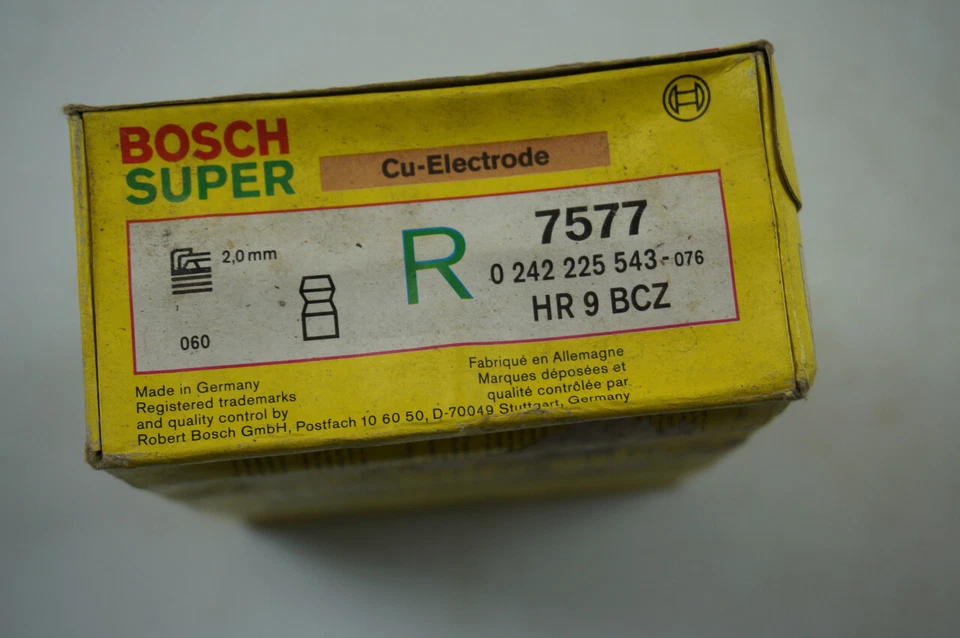 BOSCH
SUPER
Cu-Electrode
2,0 mm
R
7577
0 242 225 543-076
HR 9 BCZ
060
Made in Germany
Registered trademarks
and quality control by
Robert Bosch GmbH, Postfach 10 60 50, D-70049 Stuttgart, Germany
Fabriqué en Allemagne
Marques déposées et
qualité contrôlée par